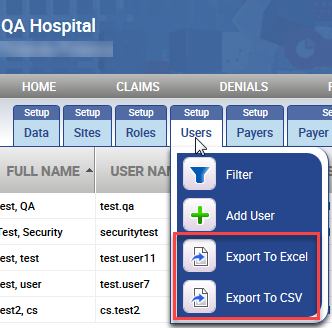 QA Hospital
HOME CLAIMS DENIALS
Setup Setup Setup Setup Setup Setup
Data Sites Roles Users Payers Payer
FULL NAME USER NA
Filter
est, QA test.qa
Add User
Test, Security securitytest
est, test test.user11
Export To Excel
est, user test.user7
Export To CSV
est2, cs cs.test2